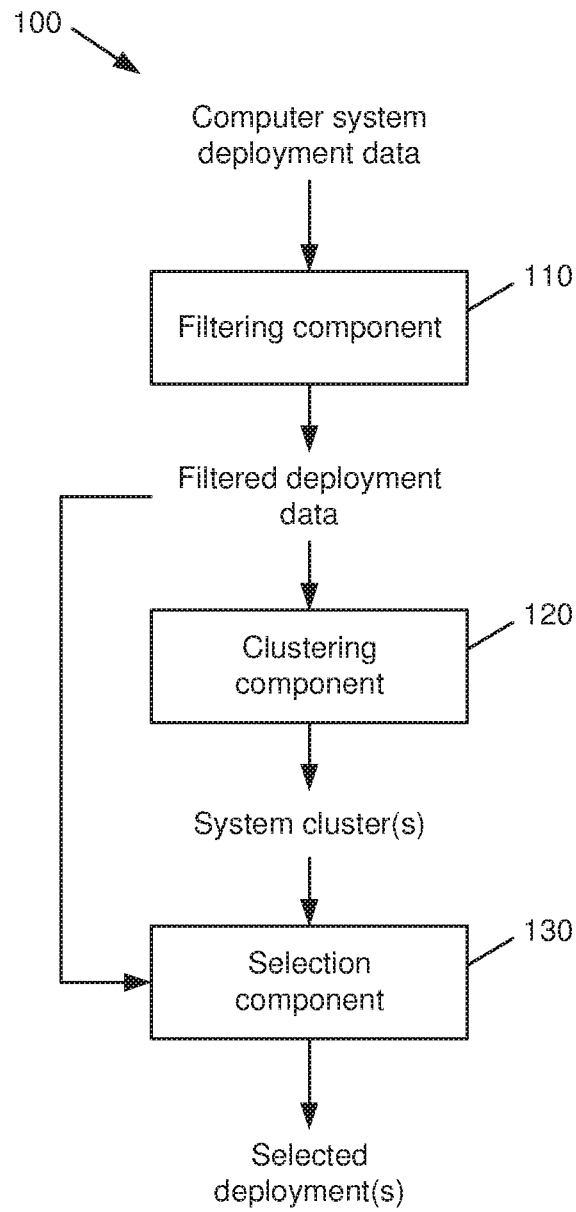 100
Computer system
deployment data
110
Filtering component
Filtered deployment
data
120
Clustering
component
System cluster(s)
130
Selection
component
Selected
deployment(s)